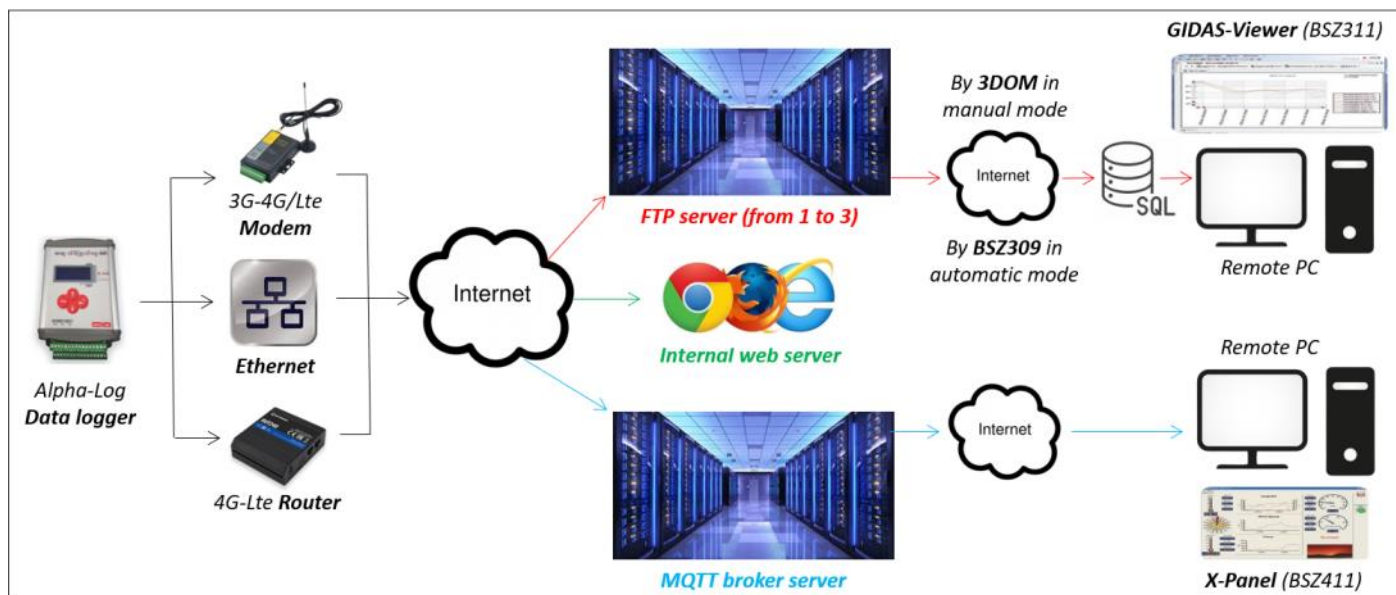 GIDAS-Viewer (BSZ311)
By 3DOM in
manual mode
3G-4G/Lte
Modem
Internet
SQL
FTP server (from 1 to 3)
By BSZ309 in
automatic mode
Remote PC
Internet
Ethernet
Internal web server
Alpha-Log
Data logger
Remote PC
Internet
4G-Lte Router
MQTT broker server
X-Panel (BSZ411)